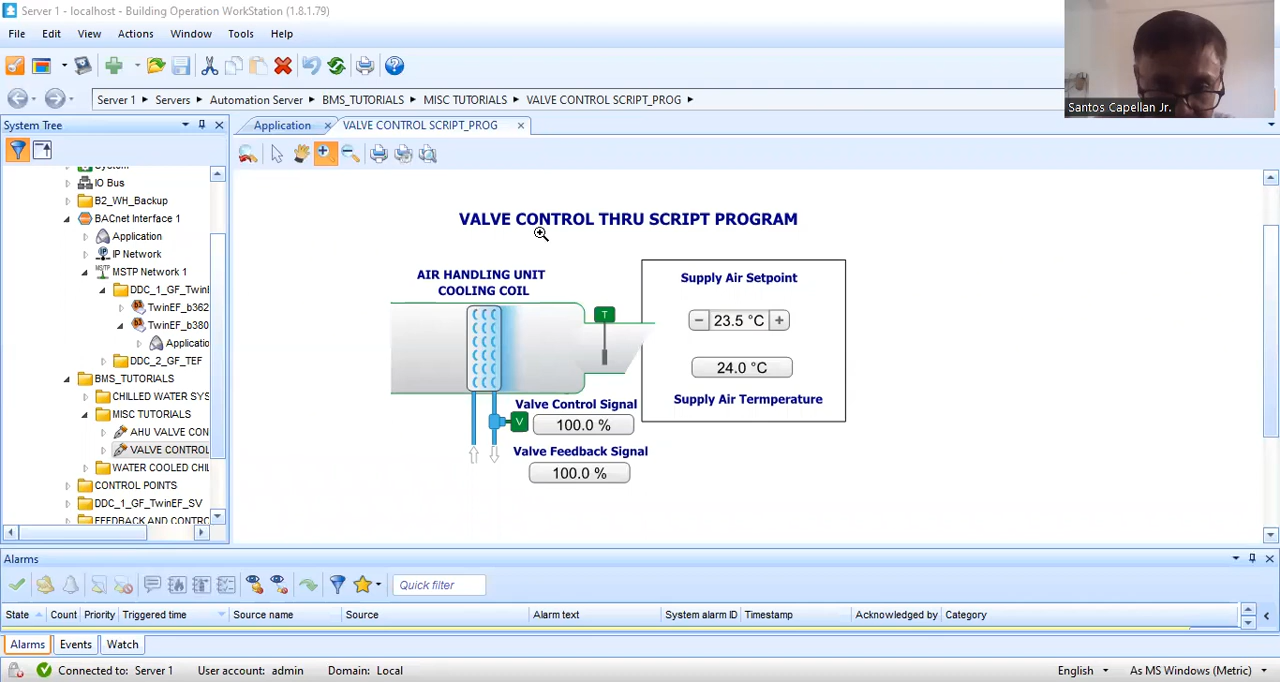 Server 1 - localhost - Building Operation WorkStation (1.8.1.79)
File Edit View Actions Window Tools Help
Santos Capellan Jr.
Server 1 Servers Automation Server BMS_TUTORIALS MISC TUTORIALS VALVE CONTROL SCRIPT_PROG
System Tree
Application VALVE CONTROL SCRIPT_PROG
System
IO Bus
B2_WH_Backup
BACnet Interface 1
Application
IP Network
MSTP Network 1
DDC_1_GF_TwinE
TwinEF_b362
TwinEF_b380
Applicatio
DDC_2_GF_TEF
BMS_TUTORIALS
CHILLED WATER SYS
MISC TUTORIALS
AHU VALVE CON
VALVE CONTROL
WATER COOLED CHIL
CONTROL POINTS
DDC_1_GF_TwinEF_SV
FEEDBACK AND CONTRO
VALVE CONTROL THRU SCRIPT PROGRAM
AIR HANDLING UNIT
COOLING COIL
T
Supply Air Setpoint
− 23.5 °C +
24.0 °C
Supply Air Termperature
Valve Control Signal
V 100.0 %
Valve Feedback Signal
100.0 %
Alarms
Quick filter
State Count Priority Triggered time Source name Source Alarm text System alarm ID Timestamp Acknowledged by Category
Alarms Events Watch
Connected to: Server 1 User account: admin Domain: Local English As MS Windows (Metric)